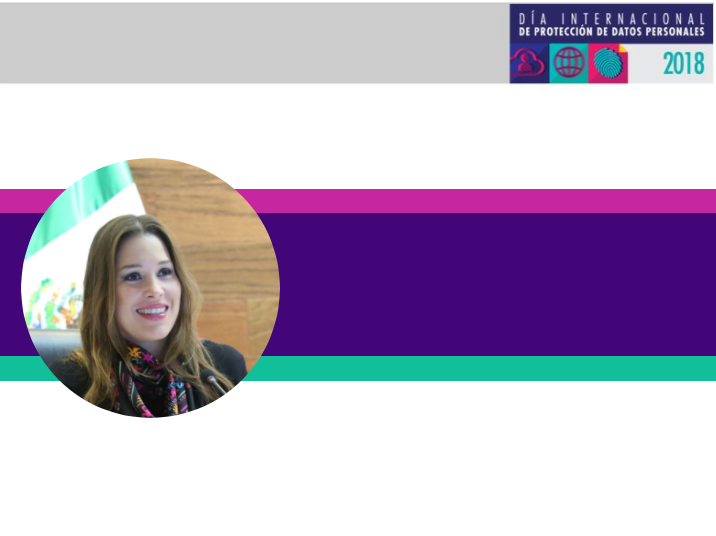 DÍA INTERNACIONAL
DE PROTECCIÓN DE DATOS PERSONALES
2018